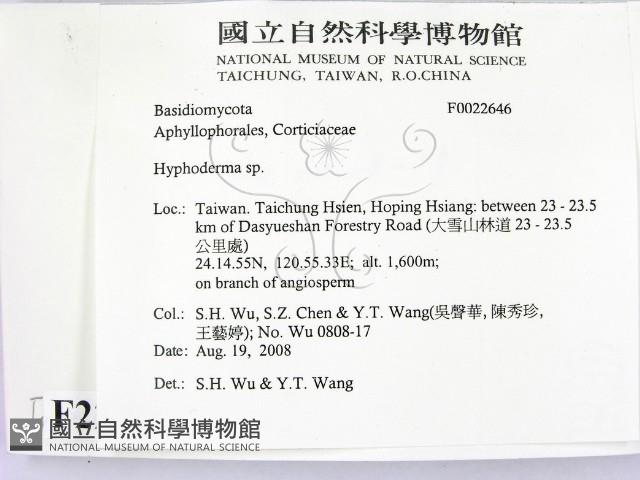 國立自然科學博物館
NATIONAL MUSEUM OF NATURAL SCIENCE
TAICHUNG, TAIWAN, R.O.CHINA
Basidiomycota F0022646
Aphyllophorales, Corticiaceae
Hyphoderma sp.
Loc.: Taiwan. Taichung Hsien, Hoping Hsiang: between 23 - 23.5
km of Dasyueshan Forestry Road (大雪山林道 23 - 23.5
公里處)
24.14.55N, 120.55.33E; alt. 1,600m;
on branch of angiosperm
Col.: S.H. Wu, S.Z. Chen & Y.T. Wang(吳聲華, 陳秀珍,
王藝婷); No. Wu 0808-17
Date: Aug. 19, 2008
Det.: S.H. Wu & Y.T. Wang
F2
國立自然科學博物館
NATIONAL MUSEUM OF NATURAL SCIENCE